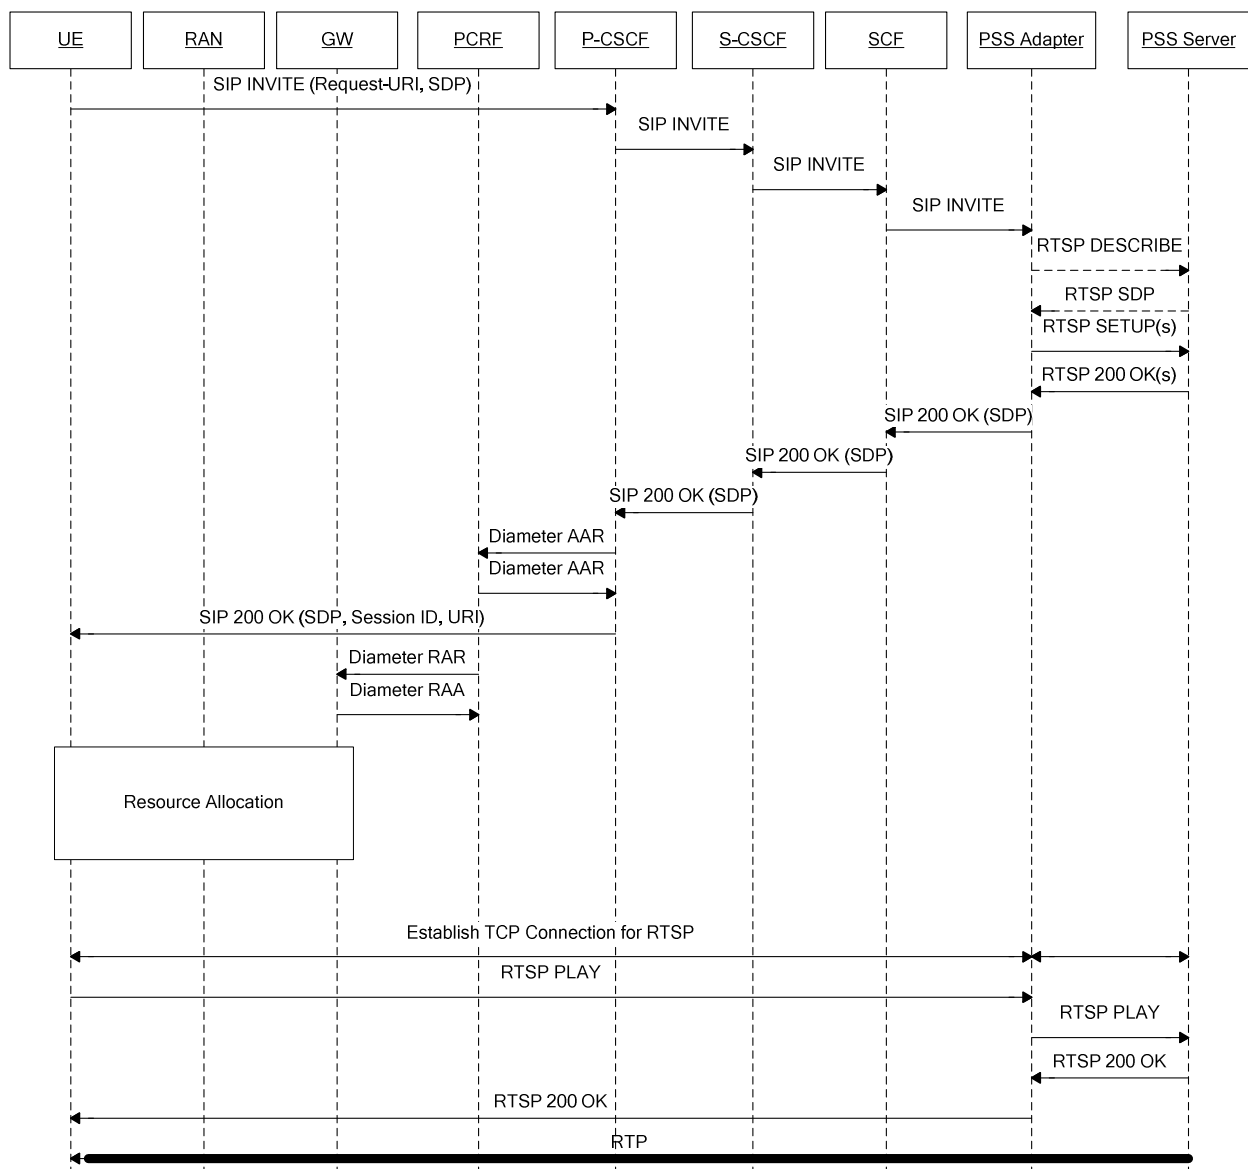 UE
RAN
GW
PCRF
P-CSCF
S-CSCF
SCF
PSS Adapter
PSS Server
SIP INVITE (Request-URI, SDP)
SIP INVITE
SIP INVITE
SIP INVITE
RTSP DESCRIBE
RTSP SDP
RTSP SETUP(s)
RTSP 200 OK(s)
SIP 200 OK (SDP)
SIP 200 OK (SDP)
SIP 200 OK (SDP)
Diameter AAR
Diameter AAR
SIP 200 OK (SDP, Session ID, URI)
Diameter RAR
Diameter RAA
Resource Allocation
Establish TCP Connection for RTSP
RTSP PLAY
RTSP PLAY
RTSP 200 OK
RTSP 200 OK
RTP